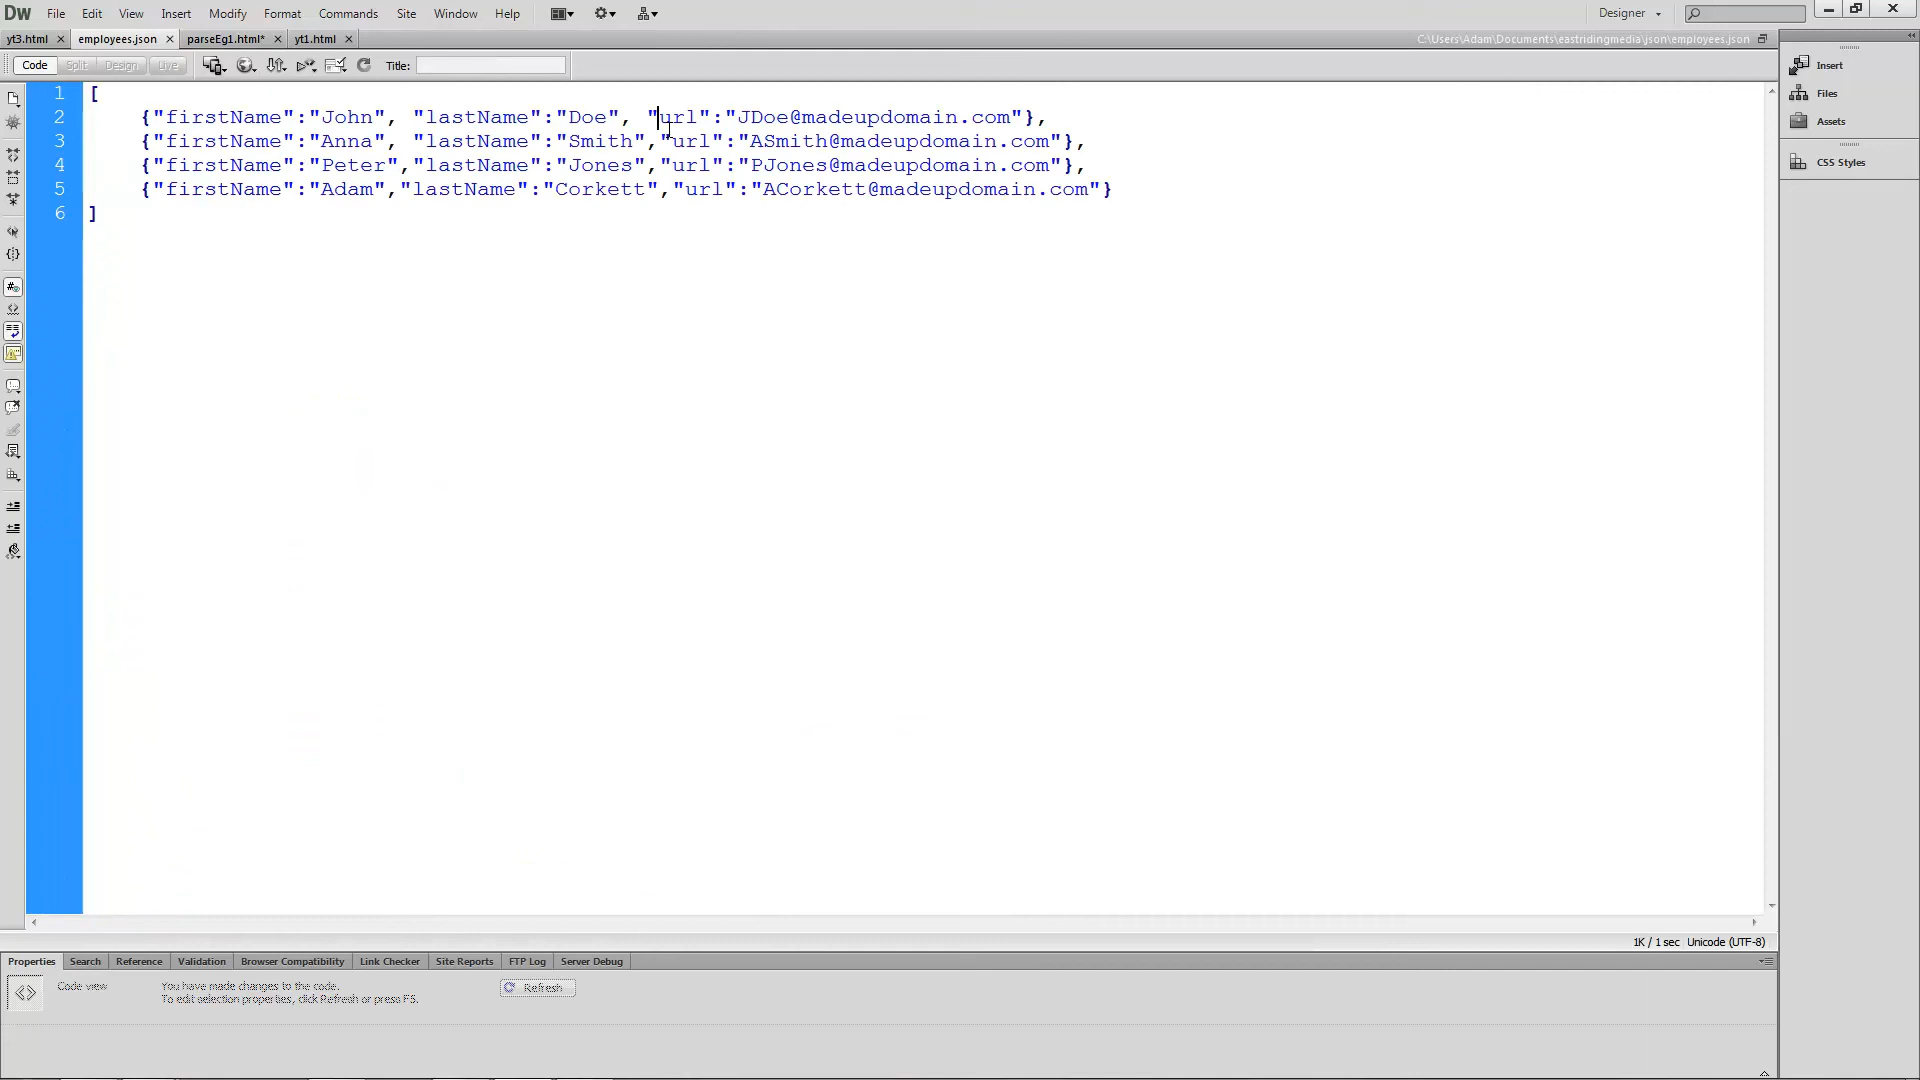 Dw File Edit View Insert Modify Format Commands Site Window Help Designer
yt3.html employees.json parseEg1.html* yt1.html C:\Users\Adam\Documents\eastridingmedia\json\employees.json
Code Split Design Live Title:
1 [
2 {"firstName":"John", "lastName":"Doe", "url":"JDoe@madeupdomain.com"},
3 {"firstName":"Anna", "lastName":"Smith","url":"ASmith@madeupdomain.com"},
4 {"firstName":"Peter","lastName":"Jones","url":"PJones@madeupdomain.com"},
5 {"firstName":"Adam","lastName":"Corkett","url":"ACorkett@madeupdomain.com"}
6 ]
Insert
Files
Assets
CSS Styles
1K / 1 sec Unicode (UTF-8)
Properties Search Reference Validation Browser Compatibility Link Checker Site Reports FTP Log Server Debug
Code view You have made changes to the code. Refresh
To edit selection properties, click Refresh or press F5.